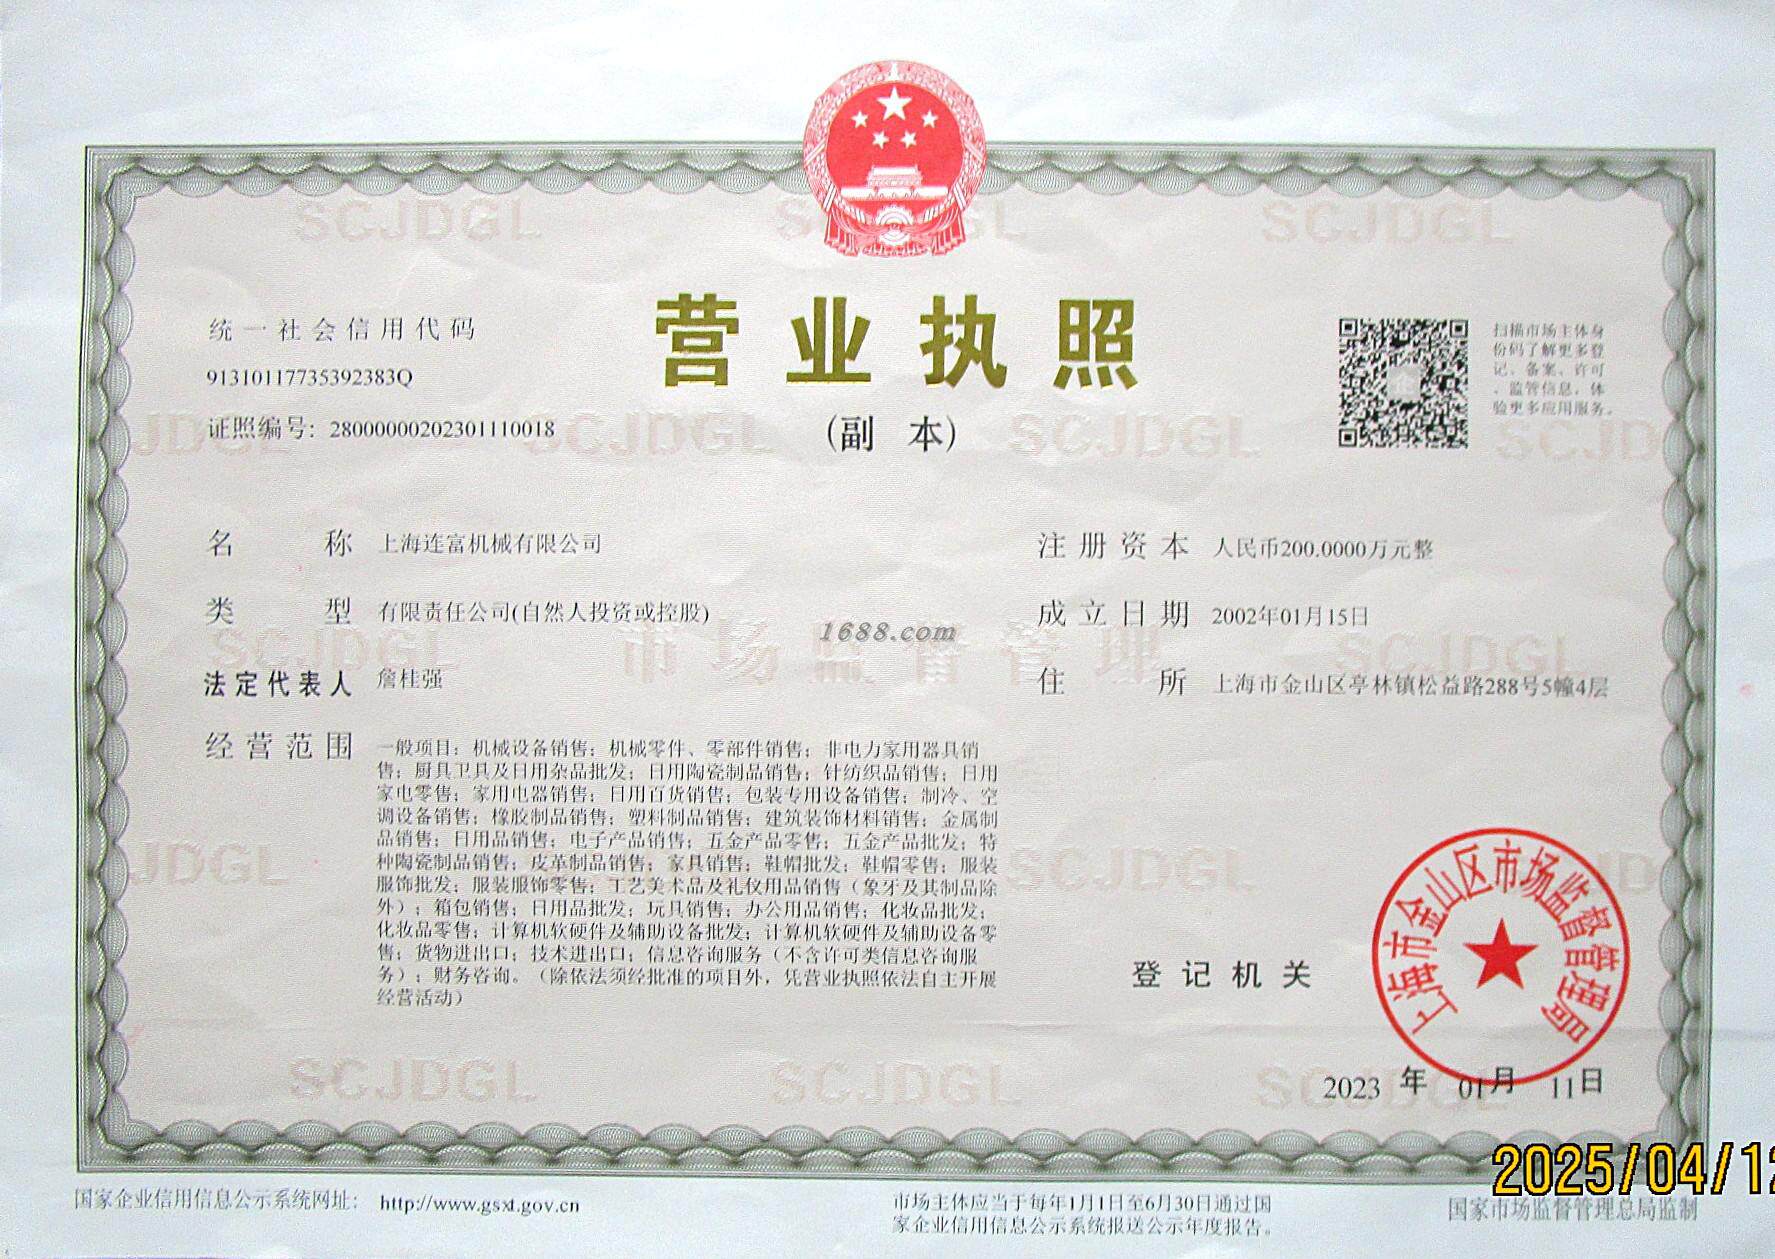 营业执照
(副 本)
统一社会信用代码
91310117735392383Q
证照编号：28000000202301110018
扫描市场主体身
份码了解更多登
记、备案、许可
、监管信息，体
验更多应用服务。
名 称 上海连富机械有限公司
类 型 有限责任公司(自然人投资或控股)
法定代表人 詹桂强
经营范围 一般项目：机械设备销售；机械零件、零部件销售；非电力家用器具销
售；厨具卫具及日用杂品批发；日用陶瓷制品销售；针纺织品销售；日用
家电零售；家用电器销售；日用百货销售；包装专用设备销售；制冷、空
调设备销售；橡胶制品销售；塑料制品销售；建筑装饰材料销售；金属制
品销售；日用品销售；电子产品销售；五金产品零售；五金产品批发；特
种陶瓷制品销售；皮革制品销售；家具销售；鞋帽批发；鞋帽零售；服装
服饰批发；服装服饰零售；工艺美术品及礼仪用品销售（象牙及其制品除
外）；箱包销售；日用品批发；玩具销售；办公用品销售；化妆品批发；
化妆品零售；计算机软硬件及辅助设备批发；计算机软硬件及辅助设备零
售；货物进出口；技术进出口；信息咨询服务（不含许可类信息咨询服
务）；财务咨询。（除依法须经批准的项目外，凭营业执照依法自主开展
经营活动）
注册资本 人民币200.0000万元整
成立日期 2002年01月15日
住 所 上海市金山区亭林镇松益路288号5幢4层
1688.com
市场监督管理
SCJDGL
登记机关
上海市金山区市场监督管理局
2023 年 01月 11日
2025/04/12
国家企业信用信息公示系统网址： http://www.gsxt.gov.cn
市场主体应当于每年1月1日至6月30日通过国
家企业信用信息公示系统报送公示年度报告。
国家市场监督管理总局监制